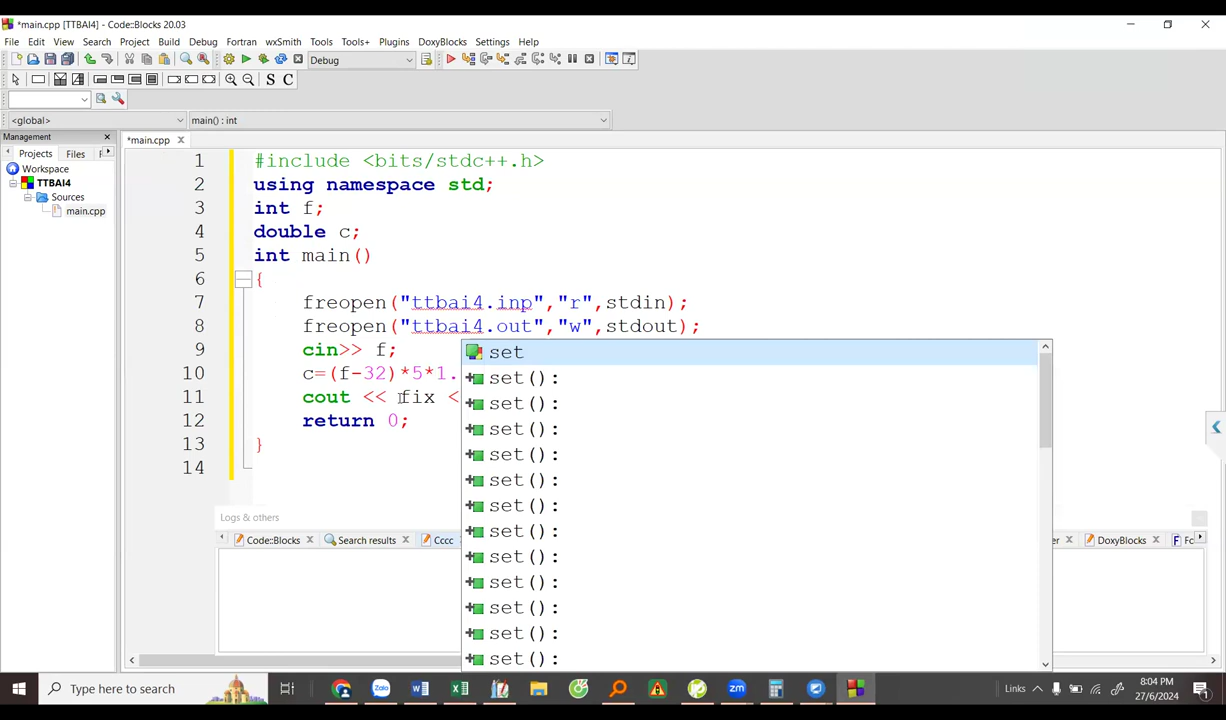 *main.cpp [TTBAI4] - Code::Blocks 20.03
File Edit View Search Project Build Debug Fortran wxSmith Tools Tools+ Plugins DoxyBlocks Settings Help
Debug
S C
<global> main() : int
Management
Projects Files F
*main.cpp
Workspace
TTBAI4
Sources
main.cpp
1 #include <bits/stdc++.h>
2 using namespace std;
3 int f;
4 double c;
5 int main()
6 {
7 freopen("ttbai4.inp","r",stdin);
8 freopen("ttbai4.out","w",stdout);
9 cin>> f;
10 c=(f-32)*5*1.
11 cout << fix <
12 return 0;
13 }
14
set
set():
set():
set():
set():
set():
set():
set():
set():
set():
set():
set():
set():
Logs & others
Code::Blocks Search results Cccc er DoxyBlocks Fc
Type here to search
Links
8:04 PM
27/6/2024